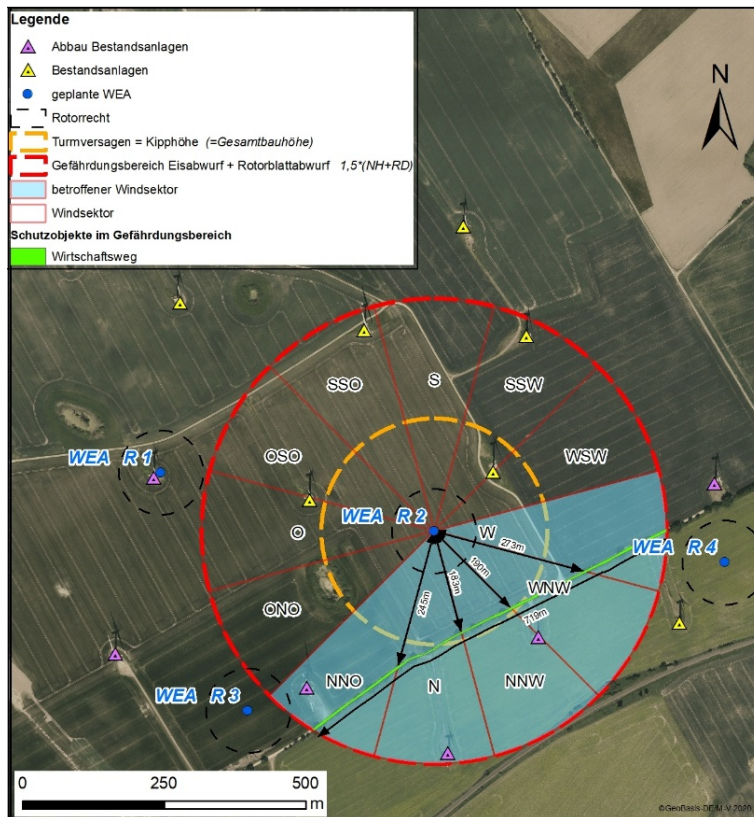 Legende
Abbau Bestandsanlagen
Bestandsanlagen
geplante WEA
Rotorrecht
Turmversagen = Kipphöhe (=Gesamtbauhöhe)
Gefährdungsbereich Eisabwurf + Rotorblattabwurf 1,5*(NH+RD)
betroffener Windsektor
Windsektor
Schutzobjekte im Gefährdungsbereich
Wirtschaftsweg
N
SSO
S
SSW
OSO
WSW
WEA R 1
WEA R 2
O
W
WEA R 4
273m
190m
183m
245m
WNW
719m
ONO
NNO
N
NNW
WEA R 3
0 250 500
m
©GeoBasis-DE/M-V 2020